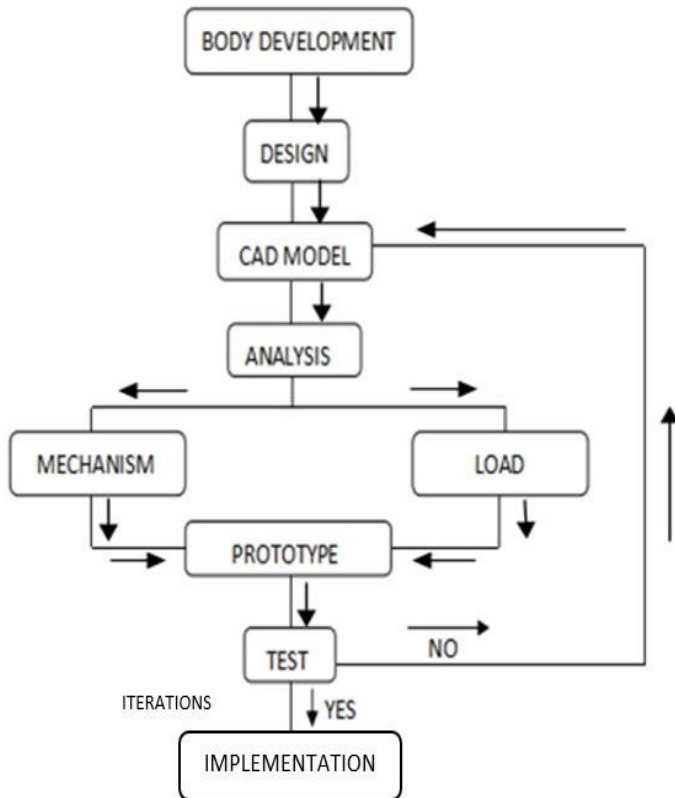 BODY DEVELOPMENT
DESIGN
CAD MODEL
ANALYSIS
MECHANISM
LOAD
PROTOTYPE
NO
TEST
ITERATIONS
YES
IMPLEMENTATION